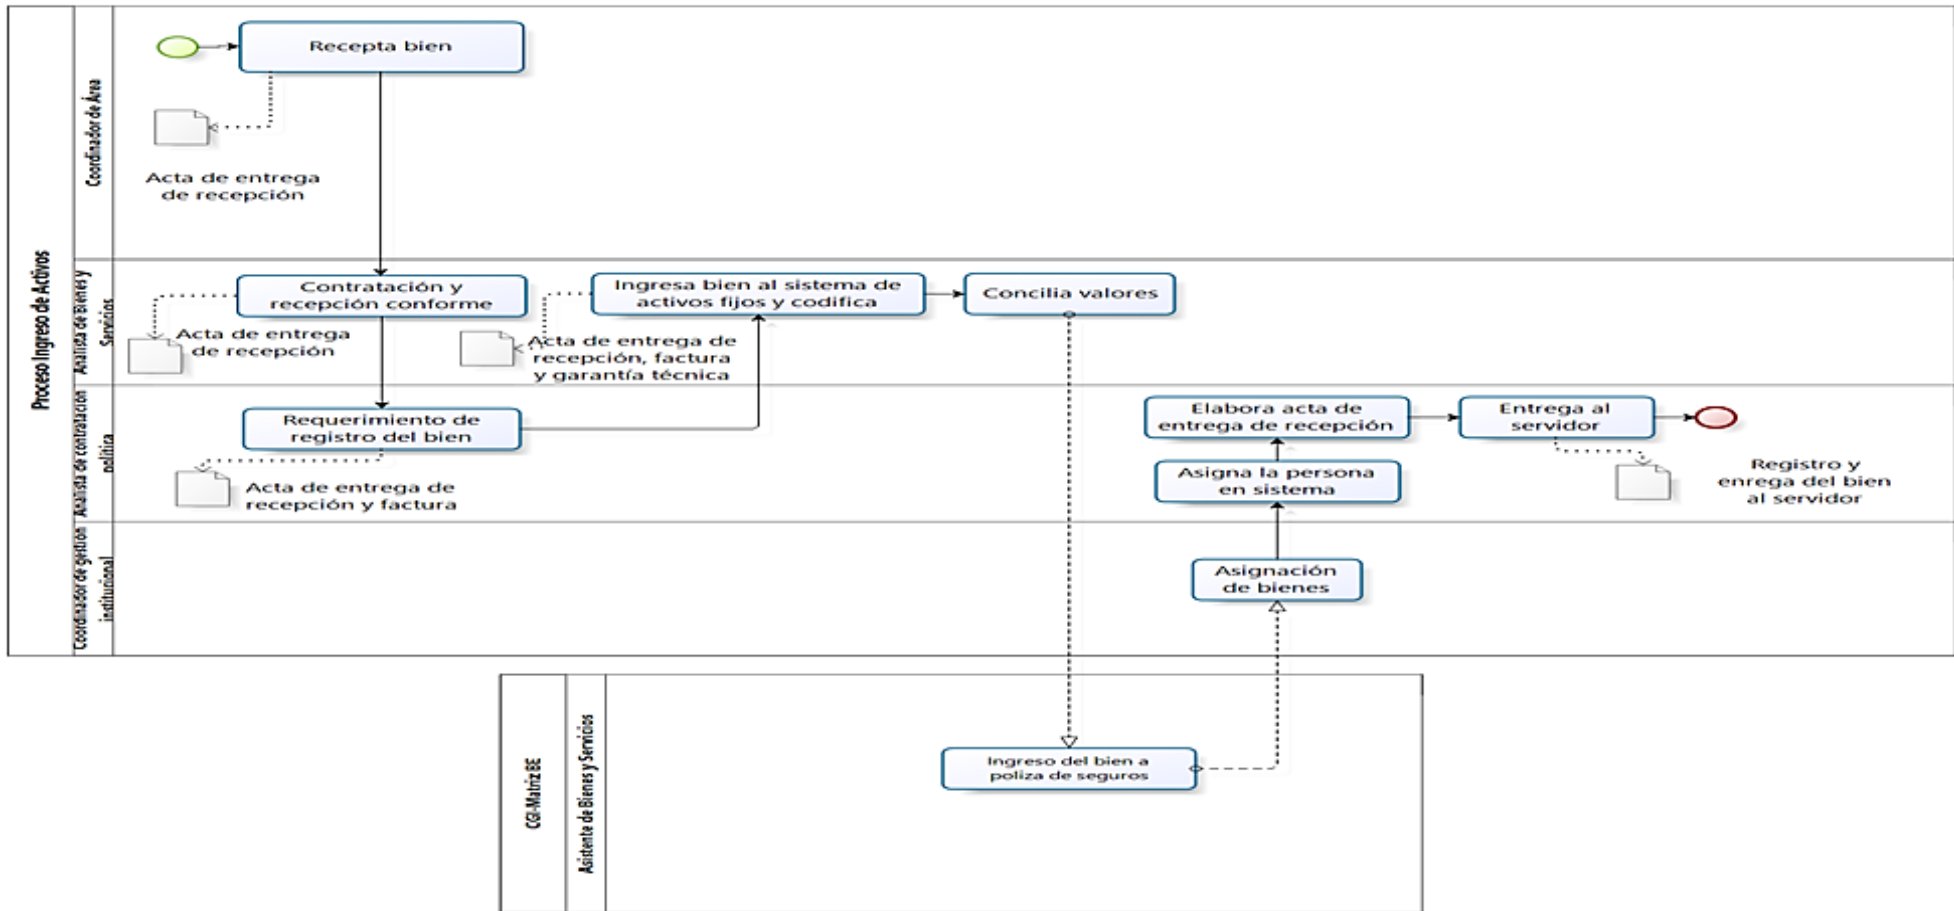 Proceso Ingreso de Activos
Coordinador de Área
Recepta bien
Acta de entrega
de recepción
Analista de Bienes y
Servicios
Contratación y
recepción conforme
Acta de entrega
de recepción
Ingresa bien al sistema de
activos fijos y codifica
Acta de entrega de
recepción, factura
y garantía técnica
Concilia valores
Analista de contratación
política
Requerimiento de
registro del bien
Acta de entrega de
recepción y factura
Elabora acta de
entrega de recepción
Asigna la persona
en sistema
Entrega al
servidor
Registro y
enrega del bien
al servidor
Coordinador de gestión
institucional
Asignación
de bienes
CGI-Matriz BE
Asistente de Bienes y Servicios
Ingreso del bien a
poliza de seguros